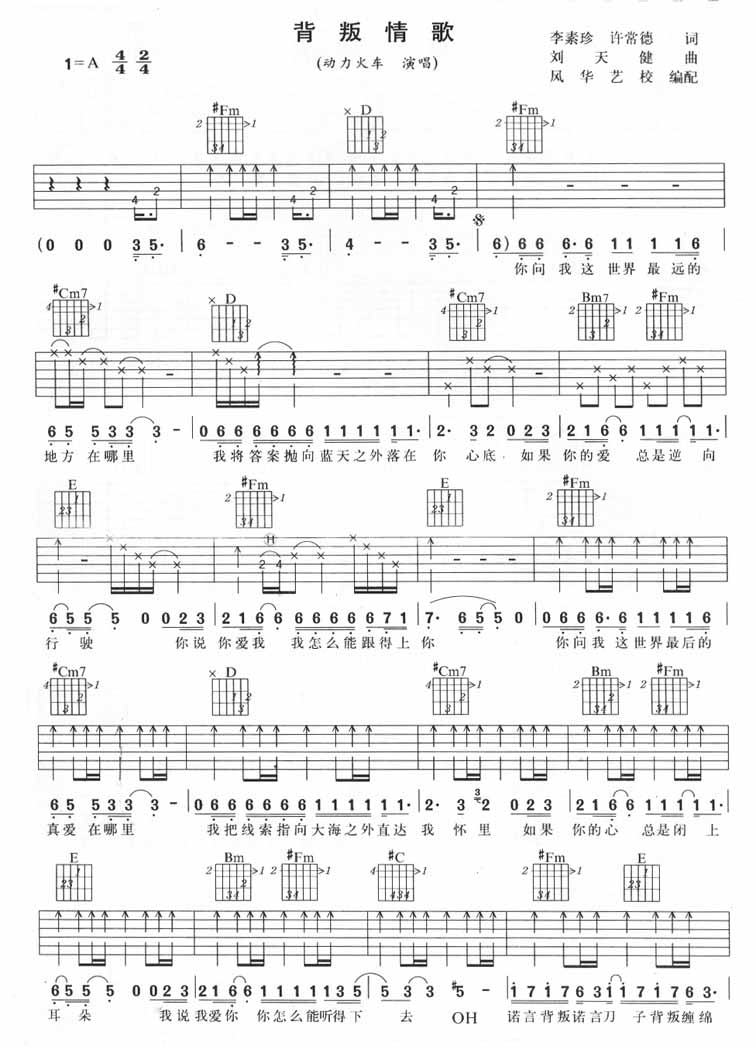 背叛情歌
(动力火车 演唱)
1=A 4/4 2/4
李素珍 许常德 词
刘天健 曲
风华艺校 编配
#Fm D #Fm
(0 0 0 3 5· 6 - - 3 5· 4 - - 3 5· 6) 6 6 6· 6 1 1 1 1 6
你问 我这 世界 最 远的
#Cm7 D #Cm7 Bm7 #Fm
6 5 5 3 3 3 - 0 6 6 6 6 6 6 6 1 1 1 1 1 1 1· 2· 3 2 0 2 3 2 1 6 6 1 1 1 1·
地方 在哪里 我将答案抛向蓝天之外落在 你 心底 如果 你的爱 总是逆 向
E #Fm E #Fm
6 5 5 5 0 0 0 2 3 2 1 6 6 6 6 6 6 6 7 1 7· 6 5 5 0 0 6 6 6· 6 1 1 1 1 6
行驶 你说 你爱我 我怎么能跟得上 你 你问我 这世界最后的
#Cm7 D Bm #Fm
6 5 5 3 3 3 - 0 6 6 6 6 6 6 6 1 1 1 1 1 1 1 2· 3 2 0 0 2 3 2 1 6 6 1 1 1 1
真爱 在哪里 我把线索指向大海之外直达 我 怀里 如果 你的心 总是闭 上
E Bm #Fm #C #Fm E
6 5 5 5 0 0 0 2 3 2 1 6 6 1 1 1 1 3 5 5 3 3 #5 - 1 7 1 7 6 3 1 7 1 7 6 3·
耳朵 我说 我爱你 你怎么能听得下 去 OH 诺言背叛诺言刀 子背叛缠绵